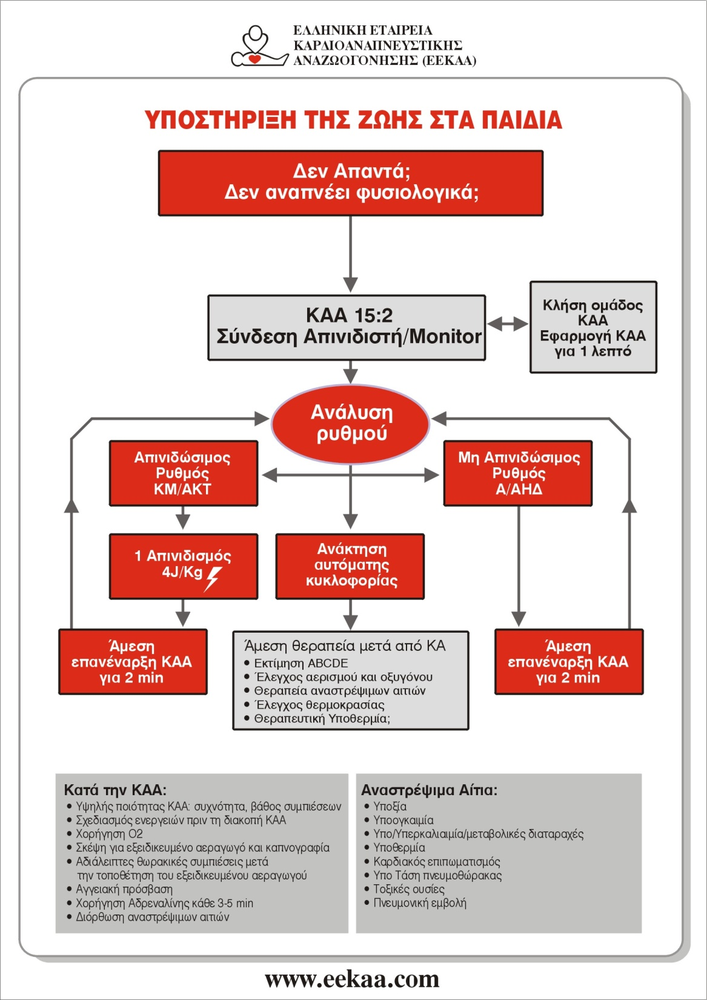 ΕΛΛΗΝΙΚΗ ΕΤΑΙΡΕΙΑ
ΚΑΡΔΙΟΑΝΑΠΝΕΥΣΤΙΚΗΣ
ΑΝΑΖΩΟΓΟΝΗΣΗΣ (ΕΕΚΑΑ)
ΥΠΟΣΤΗΡΙΞΗ ΤΗΣ ΖΩΗΣ ΣΤΑ ΠΑΙΔΙΑ
Δεν Απαντά;
Δεν αναπνέει φυσιολογικά;
ΚΑΑ 15:2
Σύνδεση Απινιδιστή/Monitor
Κλήση ομάδος
ΚΑΑ
Εφαρμογή ΚΑΑ
για 1 λεπτό
Ανάλυση
ρυθμού
Απινιδώσιμος
Ρυθμός
ΚΜ/ΑΚΤ
Μη Απινιδώσιμος
Ρυθμός
Α/ΑΗΔ
1 Απινιδισμός
4J/Kg
Ανάκτηση
αυτόματης
κυκλοφορίας
Άμεση
επανέναρξη ΚΑΑ
για 2 min
Άμεση θεραπεία μετά από ΚΑ
• Εκτίμηση ABCDE
• Έλεγχος αερισμού και οξυγόνου
• Θεραπεία αναστρέψιμων αιτιών
• Έλεγχος θερμοκρασίας
• Θεραπευτική Υποθερμία;
Άμεση
επανέναρξη ΚΑΑ
για 2 min
Κατά την ΚΑΑ:
• Υψηλής ποιότητας ΚΑΑ: συχνότητα, βάθος συμπιέσεων
• Σχεδιασμός ενεργειών πριν τη διακοπή ΚΑΑ
• Χορήγηση Ο2
• Σκέψη για εξειδικευμένο αεραγωγό και καπνογραφία
• Αδιάλειπτες θωρακικές συμπιέσεις μετά
την τοποθέτηση του εξειδικευμένου αεραγωγού
• Αγγειακή πρόσβαση
• Χορήγηση Αδρεναλίνης κάθε 3-5 min
• Διόρθωση αναστρέψιμων αιτιών
Αναστρέψιμα Αίτια:
• Υποξία
• Υποογκαιμία
• Υπο/Υπερκαλιαιμία/μεταβολικές διαταραχές
• Υποθερμία
• Καρδιακός επιπωματισμός
• Υπο Τάση πνευμοθώρακας
• Τοξικές ουσίες
• Πνευμονική εμβολή
www.eekaa.com